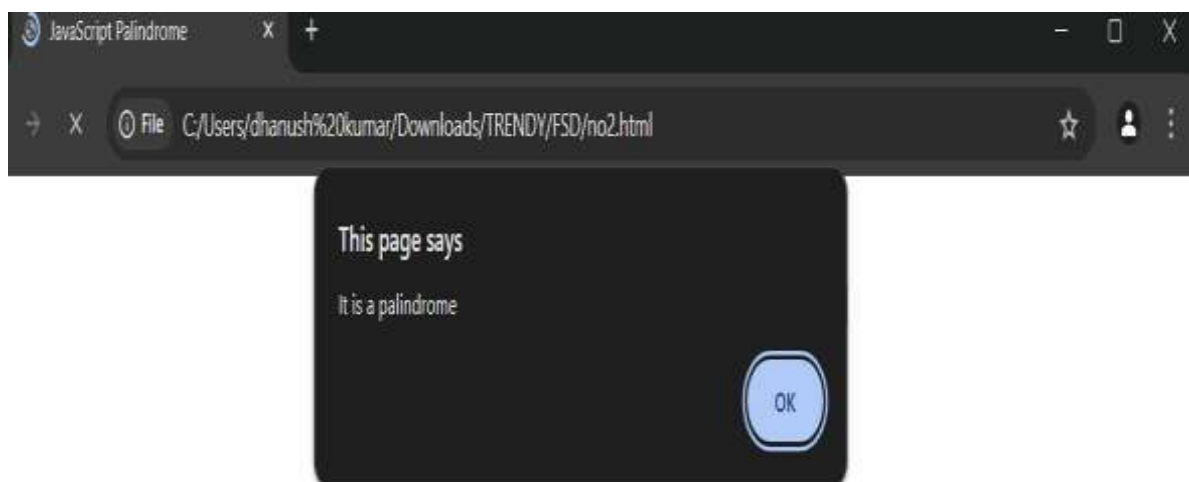 JavaScript Palindrome
File C:/Users/dhanush%20kumar/Downloads/TRENDY/FSD/no2.html
This page says
It is a palindrome
OK